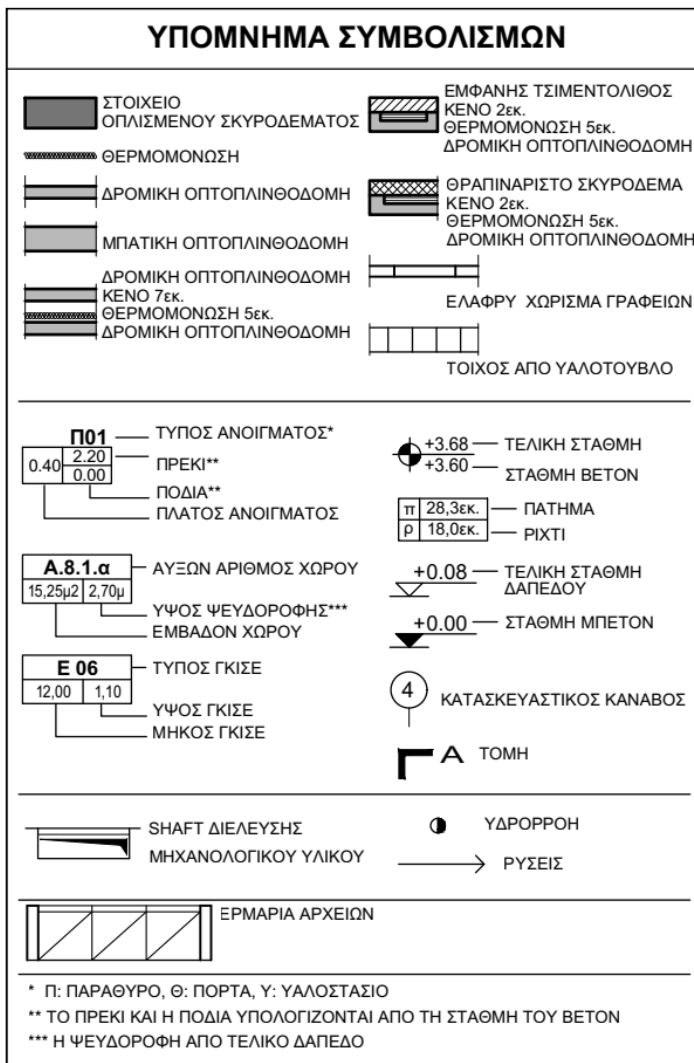 ΥΠΟΜΝΗΜΑ ΣΥΜΒΟΛΙΣΜΩΝ
ΣΤΟΙΧΕΙΟ
ΟΠΛΙΣΜΕΝΟΥ ΣΚΥΡΟΔΕΜΑΤΟΣ
ΘΕΡΜΟΜΟΝΩΣΗ
ΔΡΟΜΙΚΗ ΟΠΤΟΠΛΙΝΘΟΔΟΜΗ
ΜΠΑΤΙΚΗ ΟΠΤΟΠΛΙΝΘΟΔΟΜΗ
ΔΡΟΜΙΚΗ ΟΠΤΟΠΛΙΝΘΟΔΟΜΗ
ΚΕΝΟ 7εκ.
ΘΕΡΜΟΜΟΝΩΣΗ 5εκ.
ΔΡΟΜΙΚΗ ΟΠΤΟΠΛΙΝΘΟΔΟΜΗ
ΕΜΦΑΝΗΣ ΤΣΙΜΕΝΤΟΛΙΘΟΣ
ΚΕΝΟ 2εκ.
ΘΕΡΜΟΜΟΝΩΣΗ 5εκ.
ΔΡΟΜΙΚΗ ΟΠΤΟΠΛΙΝΘΟΔΟΜΗ
ΘΡΑΠΙΝΑΡΙΣΤΟ ΣΚΥΡΟΔΕΜΑ
ΚΕΝΟ 2εκ.
ΘΕΡΜΟΜΟΝΩΣΗ 5εκ.
ΔΡΟΜΙΚΗ ΟΠΤΟΠΛΙΝΘΟΔΟΜΗ
ΕΛΑΦΡΥ ΧΩΡΙΣΜΑ ΓΡΑΦΕΙΩΝ
ΤΟΙΧΟΣ ΑΠΟ ΥΑΛΟΤΟΥΒΛΟ
Π01 ΤΥΠΟΣ ΑΝΟΙΓΜΑΤΟΣ*
0.40 2.20 ΠΡΕΚΙ**
0.00
ΠΟΔΙΑ**
ΠΛΑΤΟΣ ΑΝΟΙΓΜΑΤΟΣ
Α.8.1.α ΑΥΞΩΝ ΑΡΙΘΜΟΣ ΧΩΡΟΥ
15,25μ2 2,70μ
ΥΨΟΣ ΨΕΥΔΟΡΟΦΗΣ***
ΕΜΒΑΔΟΝ ΧΩΡΟΥ
Ε 06 ΤΥΠΟΣ ΓΚΙΣΕ
12,00 1,10
ΥΨΟΣ ΓΚΙΣΕ
ΜΗΚΟΣ ΓΚΙΣΕ
+3.68 ΤΕΛΙΚΗ ΣΤΑΘΜΗ
+3.60 ΣΤΑΘΜΗ ΒΕΤΟΝ
π 28,3εκ. ΠΑΤΗΜΑ
ρ 18,0εκ. ΡΙΧΤΙ
+0.08 ΤΕΛΙΚΗ ΣΤΑΘΜΗ
ΔΑΠΕΔΟΥ
+0.00 ΣΤΑΘΜΗ ΜΠΕΤΟΝ
4 ΚΑΤΑΣΚΕΥΑΣΤΙΚΟΣ ΚΑΝΑΒΟΣ
Α ΤΟΜΗ
SHAFT ΔΙΕΛΕΥΣΗΣ
ΜΗΧΑΝΟΛΟΓΙΚΟΥ ΥΛΙΚΟΥ
ΥΔΡΟΡΡΟΗ
ΡΥΣΕΙΣ
ΕΡΜΑΡΙΑ ΑΡΧΕΙΩΝ
* Π: ΠΑΡΑΘΥΡΟ, Θ: ΠΟΡΤΑ, Υ: ΥΑΛΟΣΤΑΣΙΟ
** ΤΟ ΠΡΕΚΙ ΚΑΙ Η ΠΟΔΙΑ ΥΠΟΛΟΓΙΖΟΝΤΑΙ ΑΠΟ ΤΗ ΣΤΑΘΜΗ ΤΟΥ ΒΕΤΟΝ
*** Η ΨΕΥΔΟΡΟΦΗ ΑΠΟ ΤΕΛΙΚΟ ΔΑΠΕΔΟ